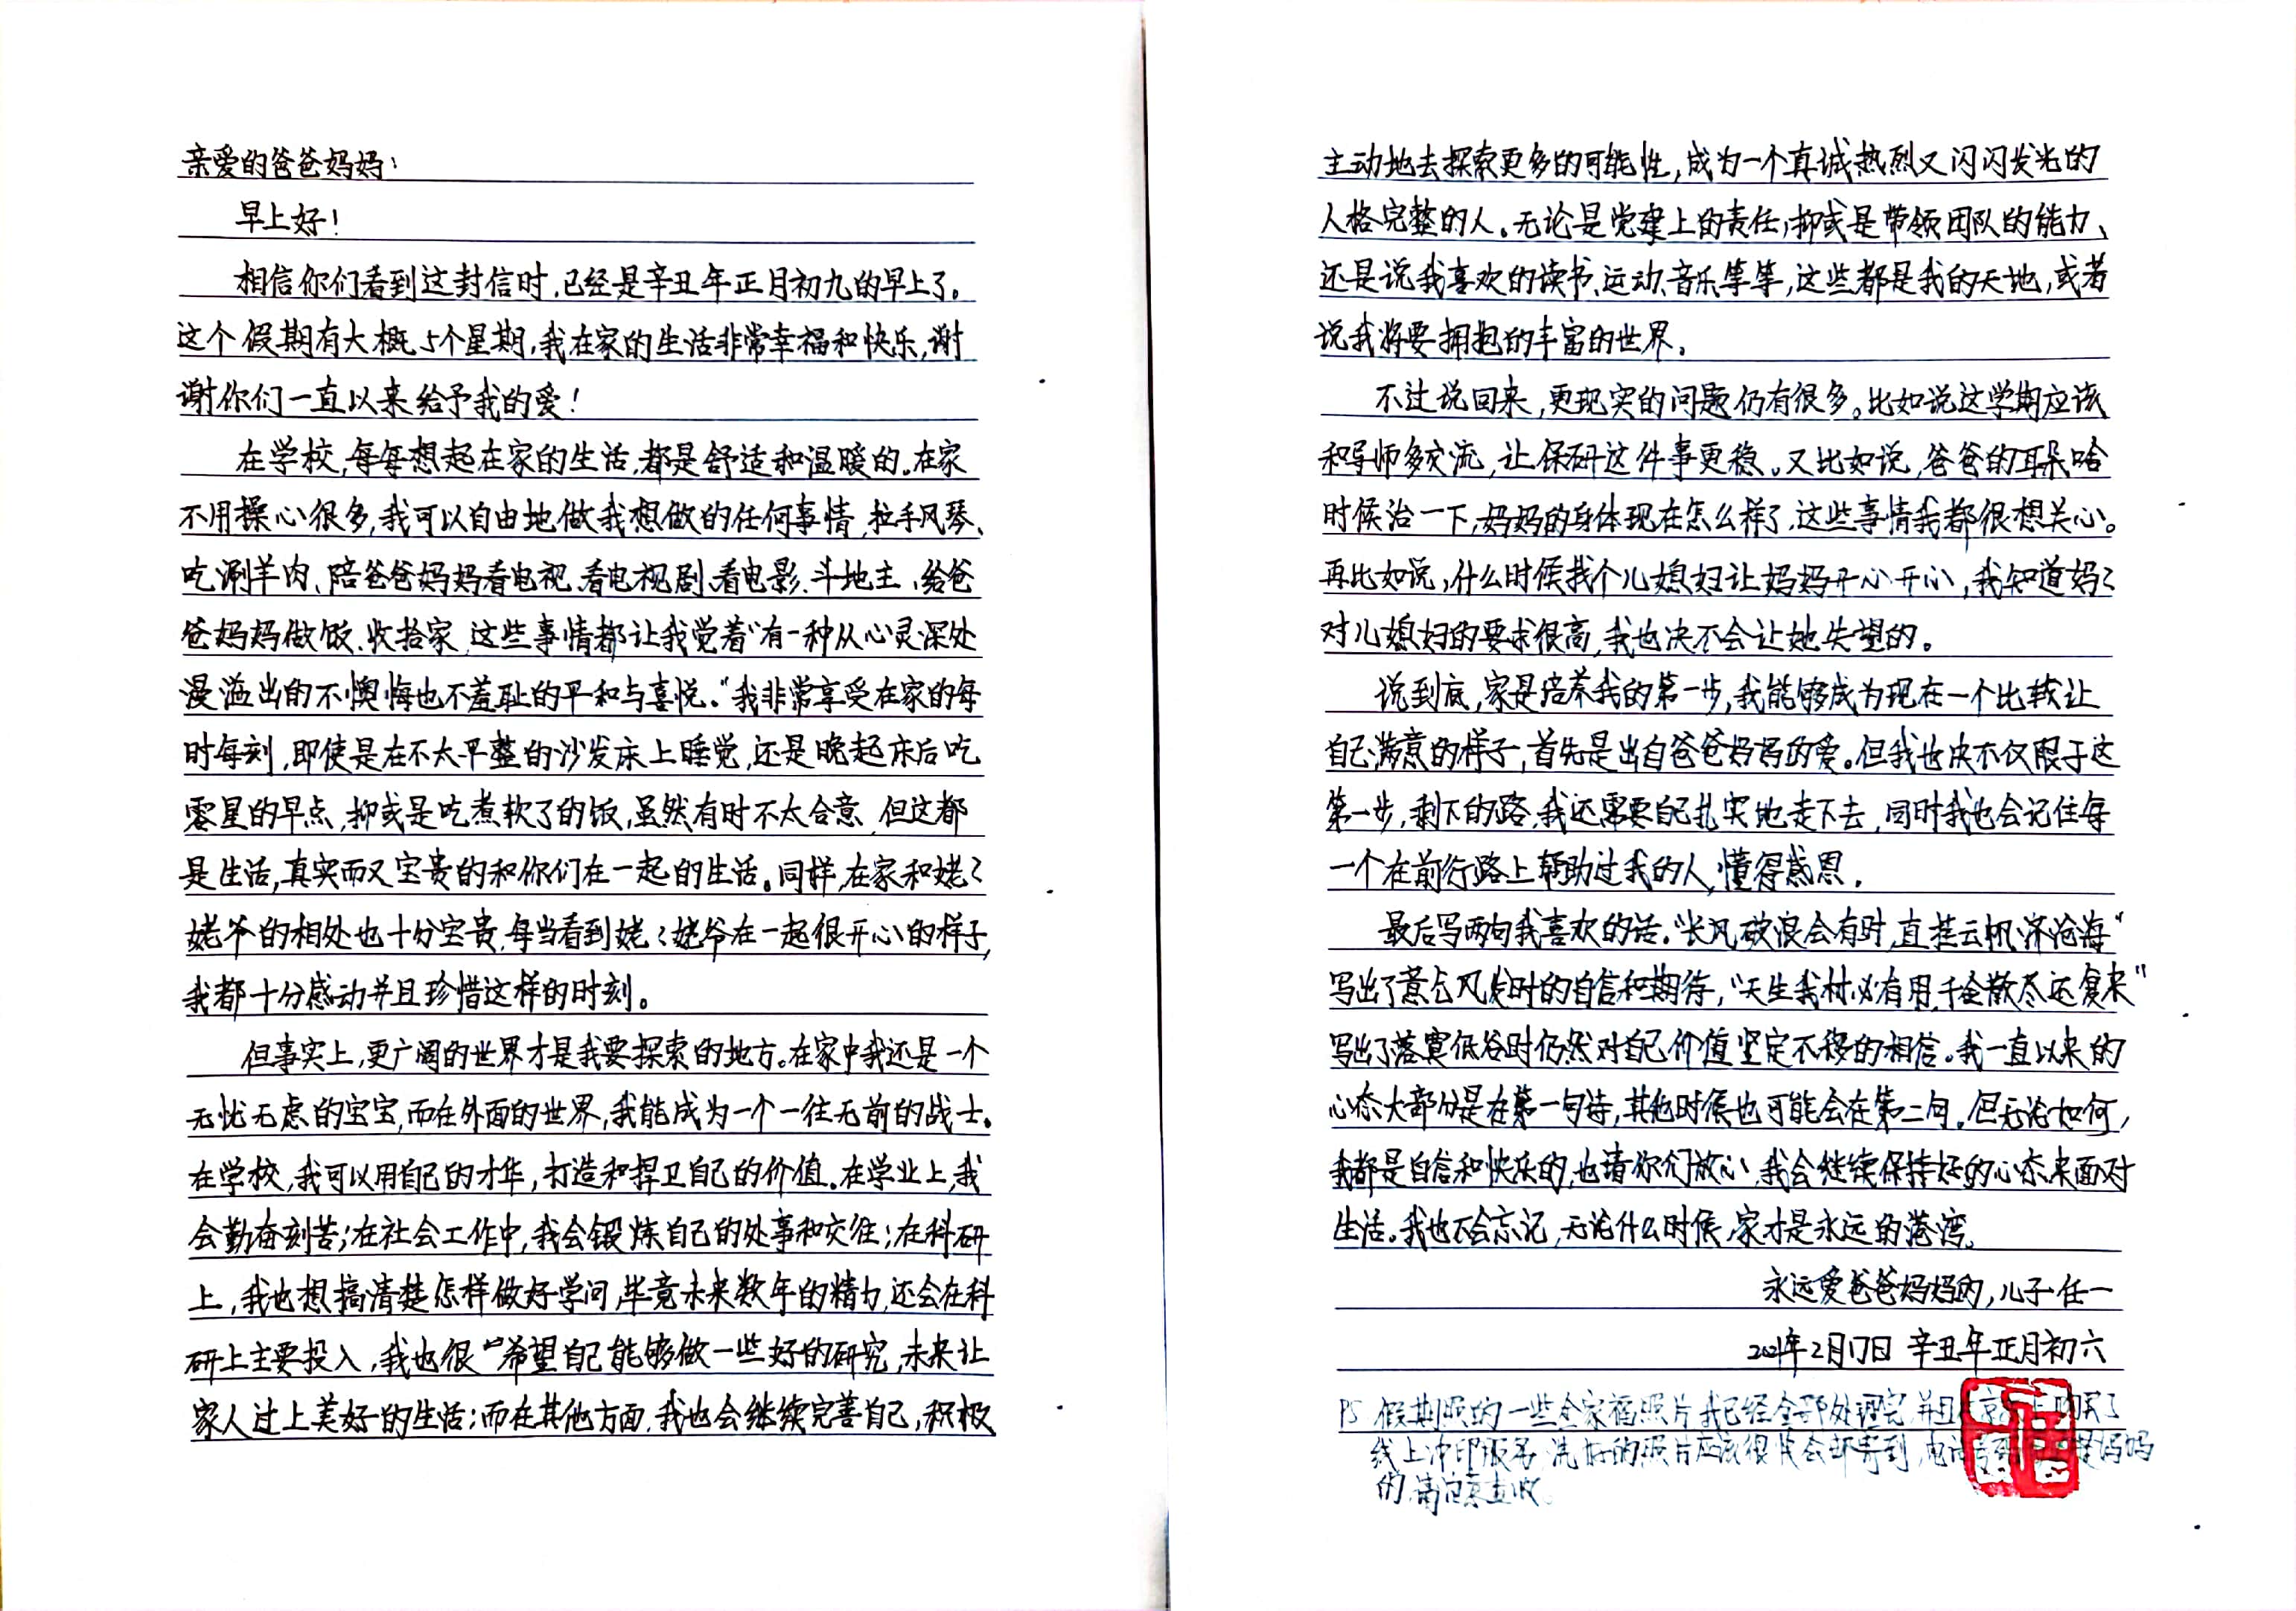 亲爱的爸爸妈妈：
早上好！
相信你们看到这封信时，已经是辛丑年正月初九的早上了。
这个假期有大概5个星期，我在家的生活非常幸福和快乐，谢
谢你们一直以来给予我的爱！
在学校，每每想起在家的生活，都是舒适和温暖的。在家
不用操心很多，我可以自由地做我想做的任何事情，拉手风琴、
吃涮羊肉、陪爸爸妈妈看电视、看电视剧、看电影、斗地主，给爸
爸妈妈做饭、收拾家，这些事情都让我觉着“有一种从心灵深处
漫溢出的不懊悔也不羞耻的平和与喜悦。”我非常享受在家的每
时每刻，即使是在不太平整的沙发床上睡觉，还是晚起床后吃
零星的早点，抑或是吃煮软了的饭，虽然有时不太合意，但这都
是生活，真实而又宝贵的和你们在一起的生活。同样，在家和姥々
姥爷的相处也十分宝贵，每当看到姥々姥爷在一起很开心的样子，
我都十分感动并且珍惜这样的时刻。
但事实上，更广阔的世界才是我要探索的地方。在家中我还是一个
无忧无虑的宝宝，而在外面的世界，我能成为一个一往无前的战士。
在学校，我可以用自己的才华，打造和捍卫自己的价值。在学业上，我
会勤奋刻苦；在社会工作中，我会锻炼自己的处事和交往；在科研
上，我也想搞清楚怎样做好学问，毕竟未来数年的精力，还会在科
研上主要投入，我也很希望自己能够做一些好的研究，未来让
家人过上美好的生活；而在其他方面，我也会继续完善自己，积极
主动地去探索更多的可能性，成为一个真诚热烈又闪闪发光的
人格完整的人。无论是党建上的责任，抑或是带领团队的能力、
还是说我喜欢的读书、运动、音乐等等，这些都是我的天地，或者
说我将要拥抱的丰富的世界。
不过说回来，更现实的问题仍有很多。比如说这学期应该
和导师多交流，让保研这件事更稳。又比如说，爸爸的耳朵啥
时候治一下，妈妈的身体现在怎么样了，这些事情我都很想关心。
再比如说，什么时候找个儿媳妇让妈妈开心开心，我知道妈々
对儿媳妇的要求很高，我也决不会让她失望的。
说到底，家是培养我的第一步，我能够成为现在一个比较让
自己满意的样子，首先是出自爸爸妈妈的爱。但我也决不仅限于这
第一步，剩下的路，我还需要自己扎实地走下去，同时我也会记住每
一个在前行路上帮助过我的人，懂得感恩。
最后写两句我喜欢的话。“长风破浪会有时，直挂云帆济沧海”
写出了意气风发时的自信和期待，“天生我材必有用，千金散尽还复来”
写出了落寞低谷时仍然对自己价值坚定不移的相信。我一直以来的
心态大部分是在第一句诗，其他时候也可能会在第二句。但无论如何，
我都是自信和快乐的，也请你们放心，我会继续保持好的心态来面对
生活。我也不会忘记，无论什么时候，家才是永远的港湾。
永远爱爸爸妈妈的，儿子任一
2021年2月17日 辛丑年正月初六
PS 假期照的一些全家福照片我已经全部处理完，并且 购买了
线上冲印服务，洗好的照片应该很快会邮寄到，电话 妈妈
的，请注意查收。